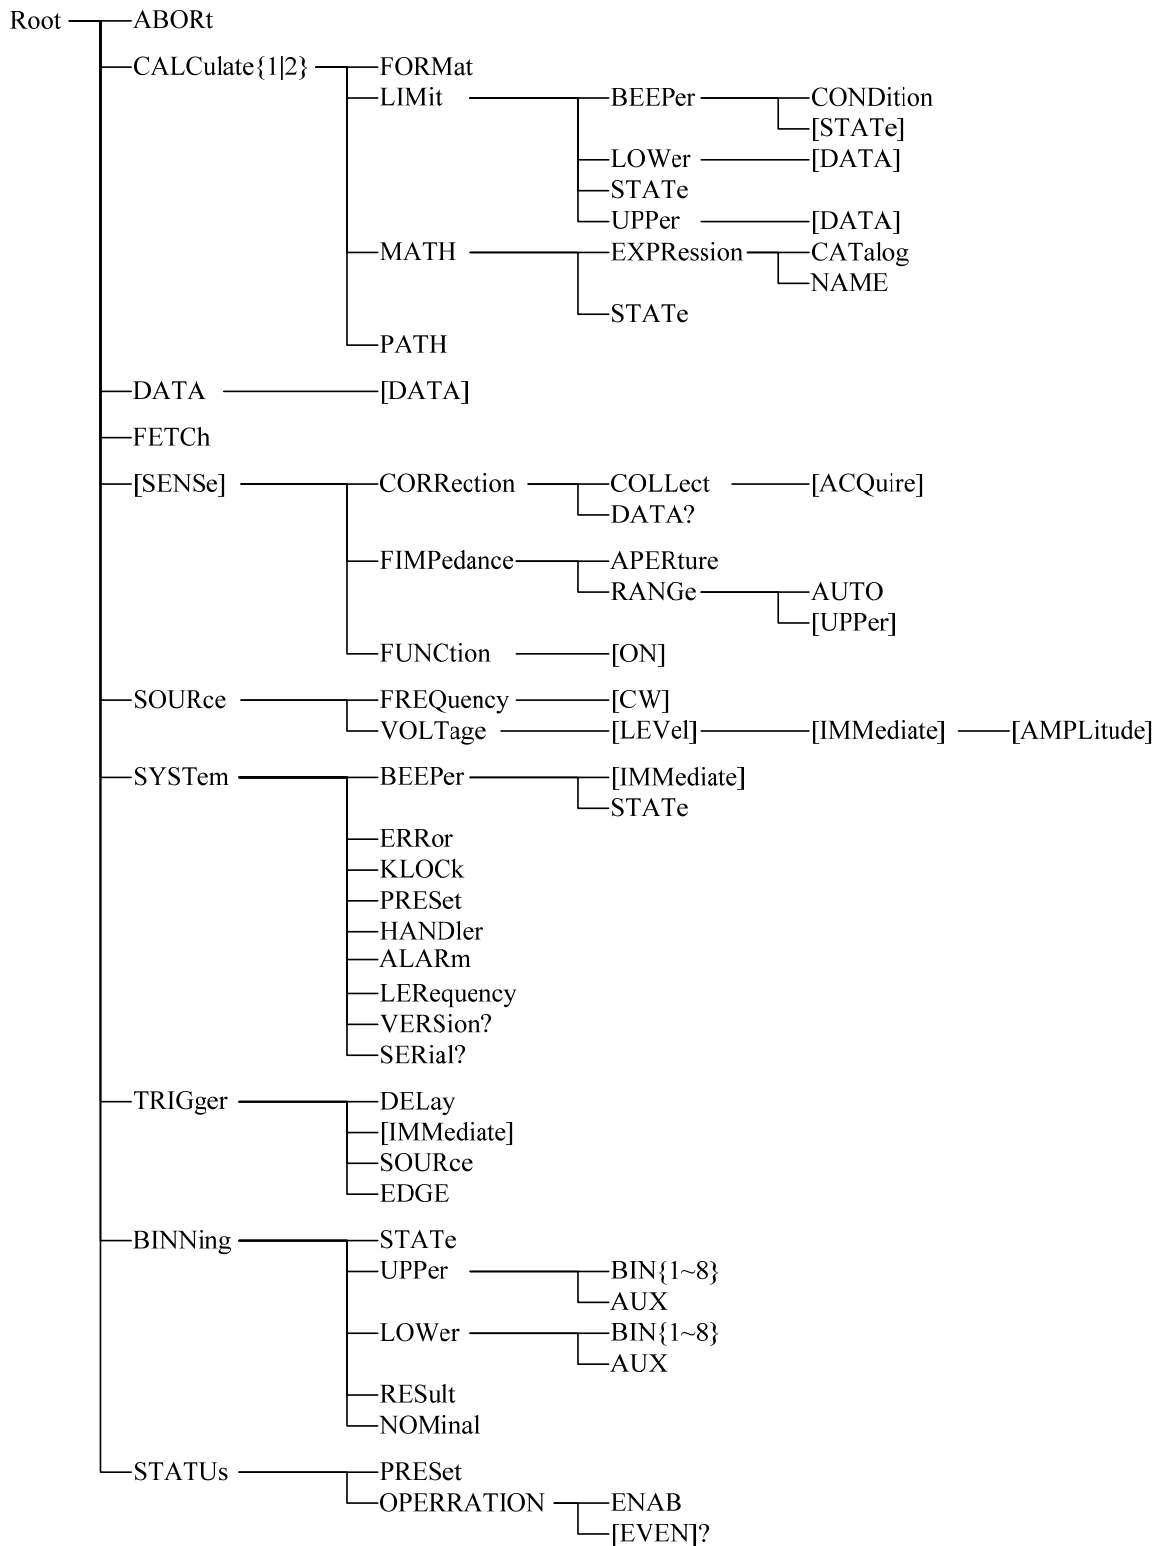 Root ABORt
CALCulate{1|2} FORMat
LIMit BEEPer CONDition
[STATe]
LOWer [DATA]
STATe
UPPer [DATA]
MATH EXPRession CATalog
NAME
STATe
PATH
DATA [DATA]
FETCh
[SENSe] CORRection COLLect [ACQuire]
DATA?
FIMPedance APERture
RANGe AUTO
[UPPer]
FUNCtion [ON]
SOURce FREQuency [CW]
VOLTage [LEVel] [IMMediate] [AMPLitude]
SYSTem BEEPer [IMMediate]
STATe
ERRor
KLOCk
PRESet
HANDler
ALARm
LERequency
VERSion?
SERial?
TRIGger DELay
[IMMediate]
SOURce
EDGE
BINNing STATe
UPPer BIN{1~8}
AUX
LOWer BIN{1~8}
AUX
RESult
NOMinal
STATUs PRESet
OPERRATION ENAB
[EVEN]?